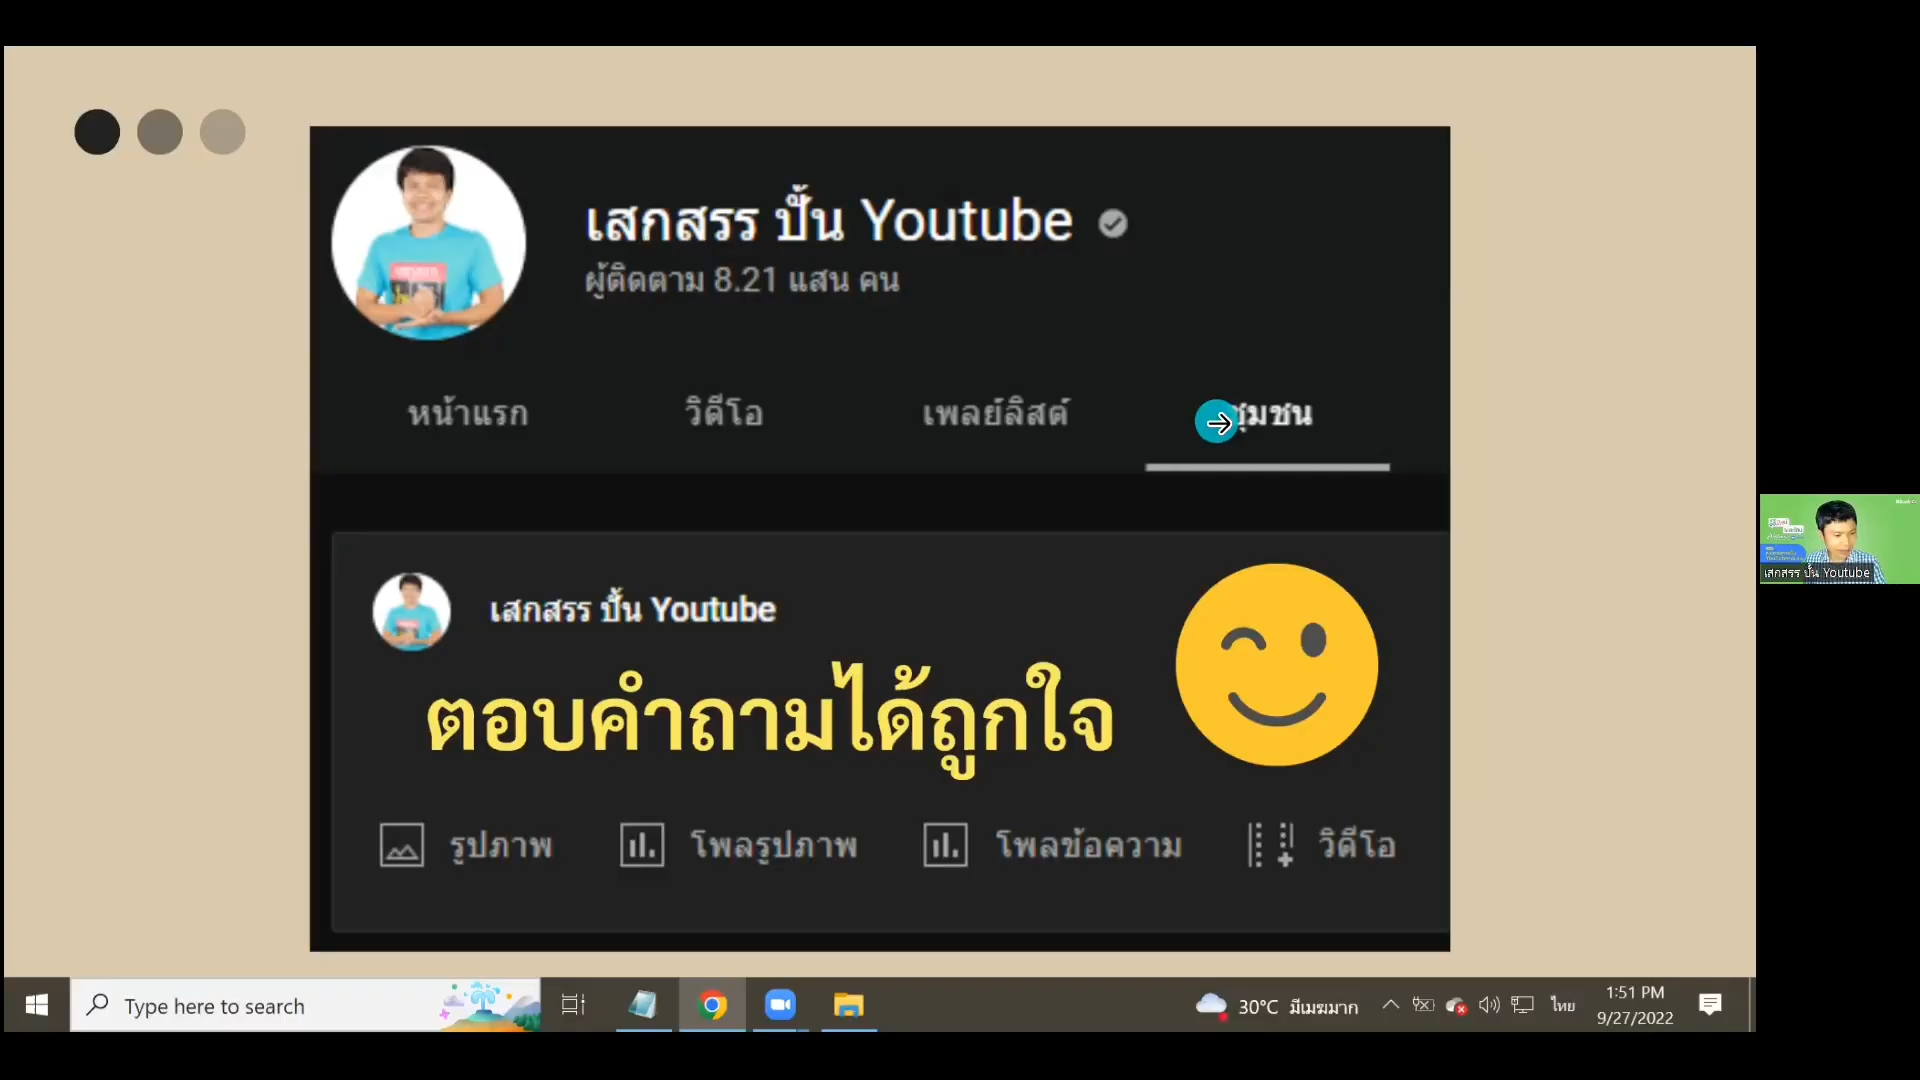 เสกสรร ปั้น Youtube
ผู้ติดตาม 8.21 แสน คน
หน้าแรก วิดีโอ เพลย์ลิสต์ ชุมชน
เสกสรร ปั้น Youtube
ตอบคำถามได้ถูกใจ
รูปภาพ โพลรูปภาพ โพลข้อความ วิดีโอ
เสกสรร ปั้น Youtube
Type here to search
30°C มีเมฆมาก
ไทย
1:51 PM
9/27/2022